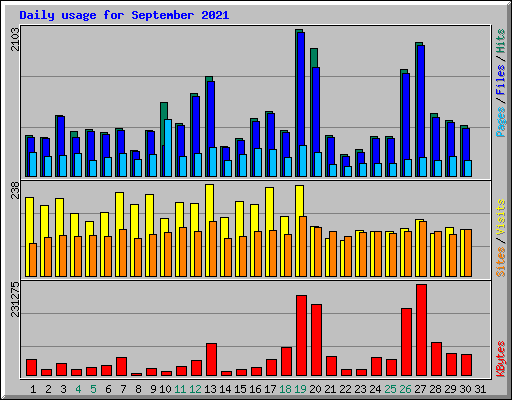 Daily usage for September 2021
2103
238
231275
Pages / Files / Hits
Sites / Visits
KBytes
1 2 3 4 5 6 7 8 9 10 11 12 13 14 15 16 17 18 19 20 21 22 23 24 25 26 27 28 29 30 31